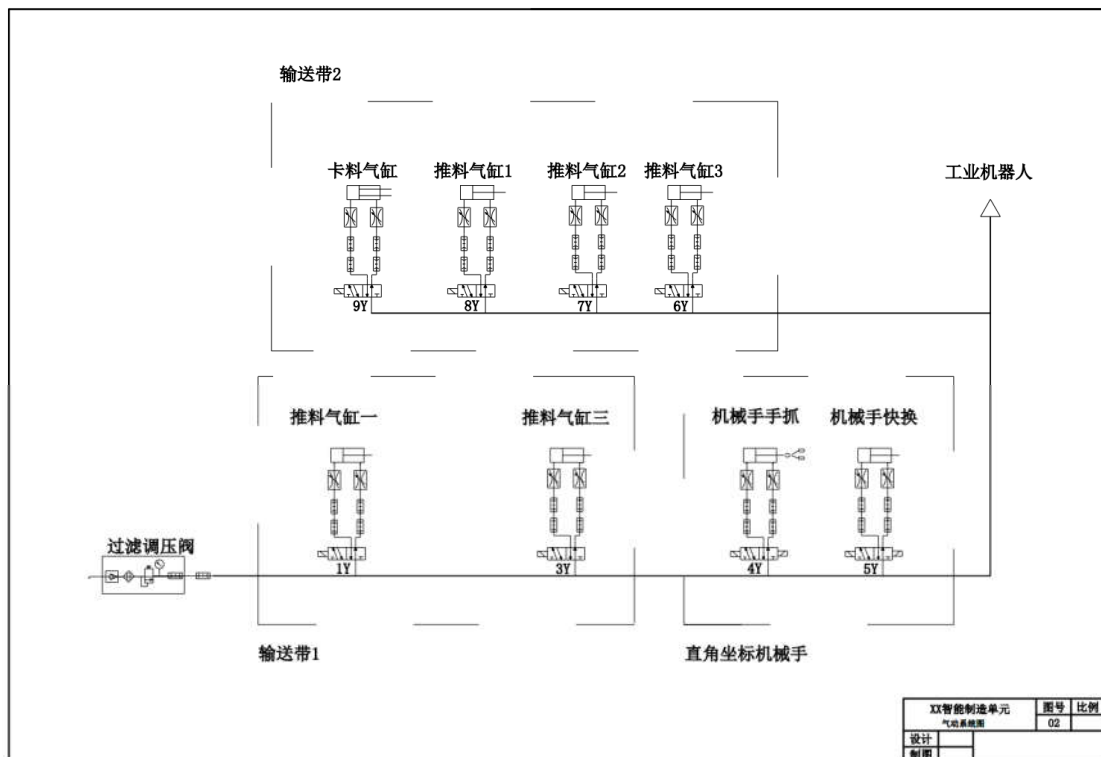 输送带2
卡料气缸 推料气缸1 推料气缸2 推料气缸3 工业机器人
9Y 8Y 7Y 6Y
推料气缸一 推料气缸三 机械手手抓 机械手快换
过滤调压阀
1Y 3Y 4Y 5Y
输送带1 直角坐标机械手
XX智能制造单元 图号 比例
气动系统图 02
设计
制图